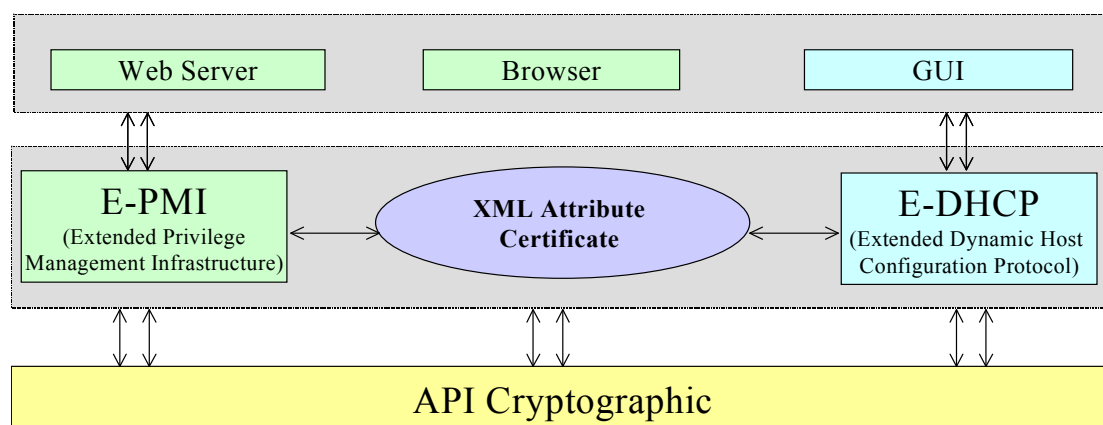 Web Server
Browser
GUI
E-PMI
(Extended Privilege
Management Infrastructure)
XML Attribute
Certificate
E-DHCP
(Extended Dynamic Host
Configuration Protocol)
API Cryptographic